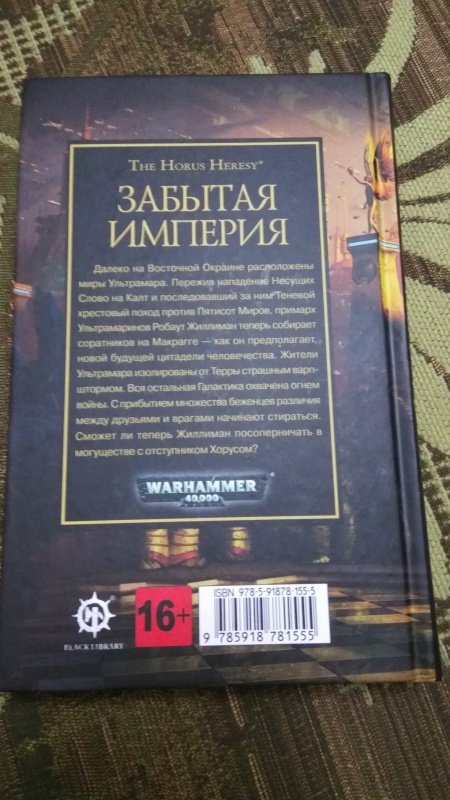 THE HORUS HERESY®
ЗАБЫТАЯ
ИМПЕРИЯ
Далеко на Восточной Окраине расположены
миры Ультрамара. Пережив нападение Несущих
Слово на Калт и последовавший за ним Теневой
крестовый поход против Пятисот Миров, примарх
Ультрамаринов Робаут Жиллиман теперь собирает
соратников на Макрагге — как он предполагает,
новой будущей цитадели человечества. Жители
Ультрамара изолированы от Терры страшным варп-
штормом. Вся остальная Галактика охвачена огнем
войны. С прибытием множества беженцев различия
между друзьями и врагами начинают стираться.
Сможет ли теперь Жиллиман посоперничать в
могуществе с отступником Хорусом?
WARHAMMER
40,000
ISBN 978-5-91878-155-5
16+
9 785918 781555
BLACK LIBRARY